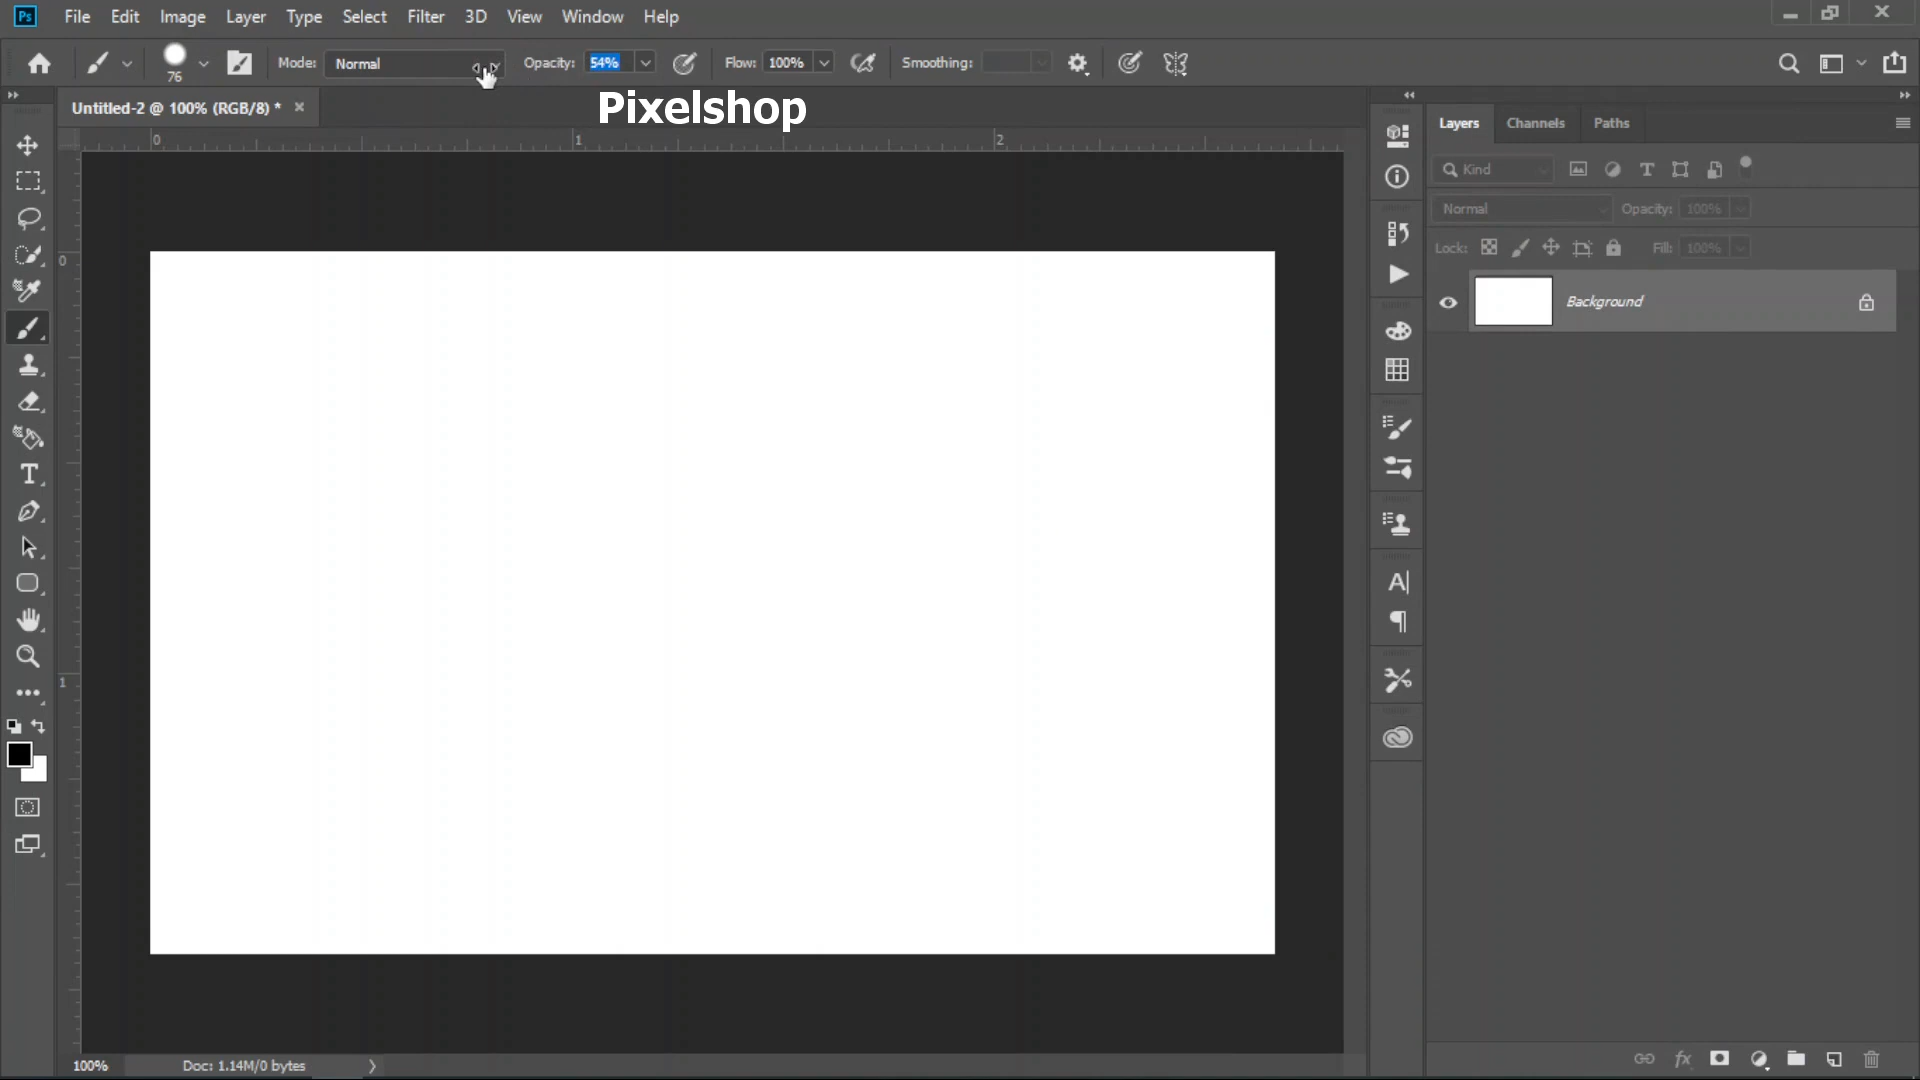 Ps File Edit Image Layer Type Select Filter 3D View Window Help
76 Mode: Normal Opacity: 54% Flow: 100% Smoothing:
Untitled-2 @ 100% (RGB/8) * ×
Pixelshop
0 1 2
0
1
Layers Channels Paths
Kind
Normal Opacity: 100%
Lock: Fill: 100%
Background
100% Doc: 1.14M/0 bytes